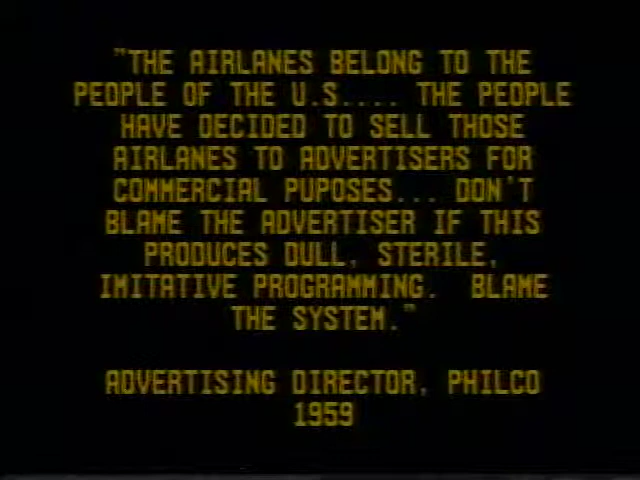 "THE AIRLANES BELONG TO THE
PEOPLE OF THE U.S.... THE PEOPLE
HAVE DECIDED TO SELL THOSE
AIRLANES TO ADVERTISERS FOR
COMMERCIAL PUPOSES... DON'T
BLAME THE ADVERTISER IF THIS
PRODUCES DULL, STERILE,
IMITATIVE PROGRAMMING. BLAME
THE SYSTEM."
ADVERTISING DIRECTOR, PHILCO
1959